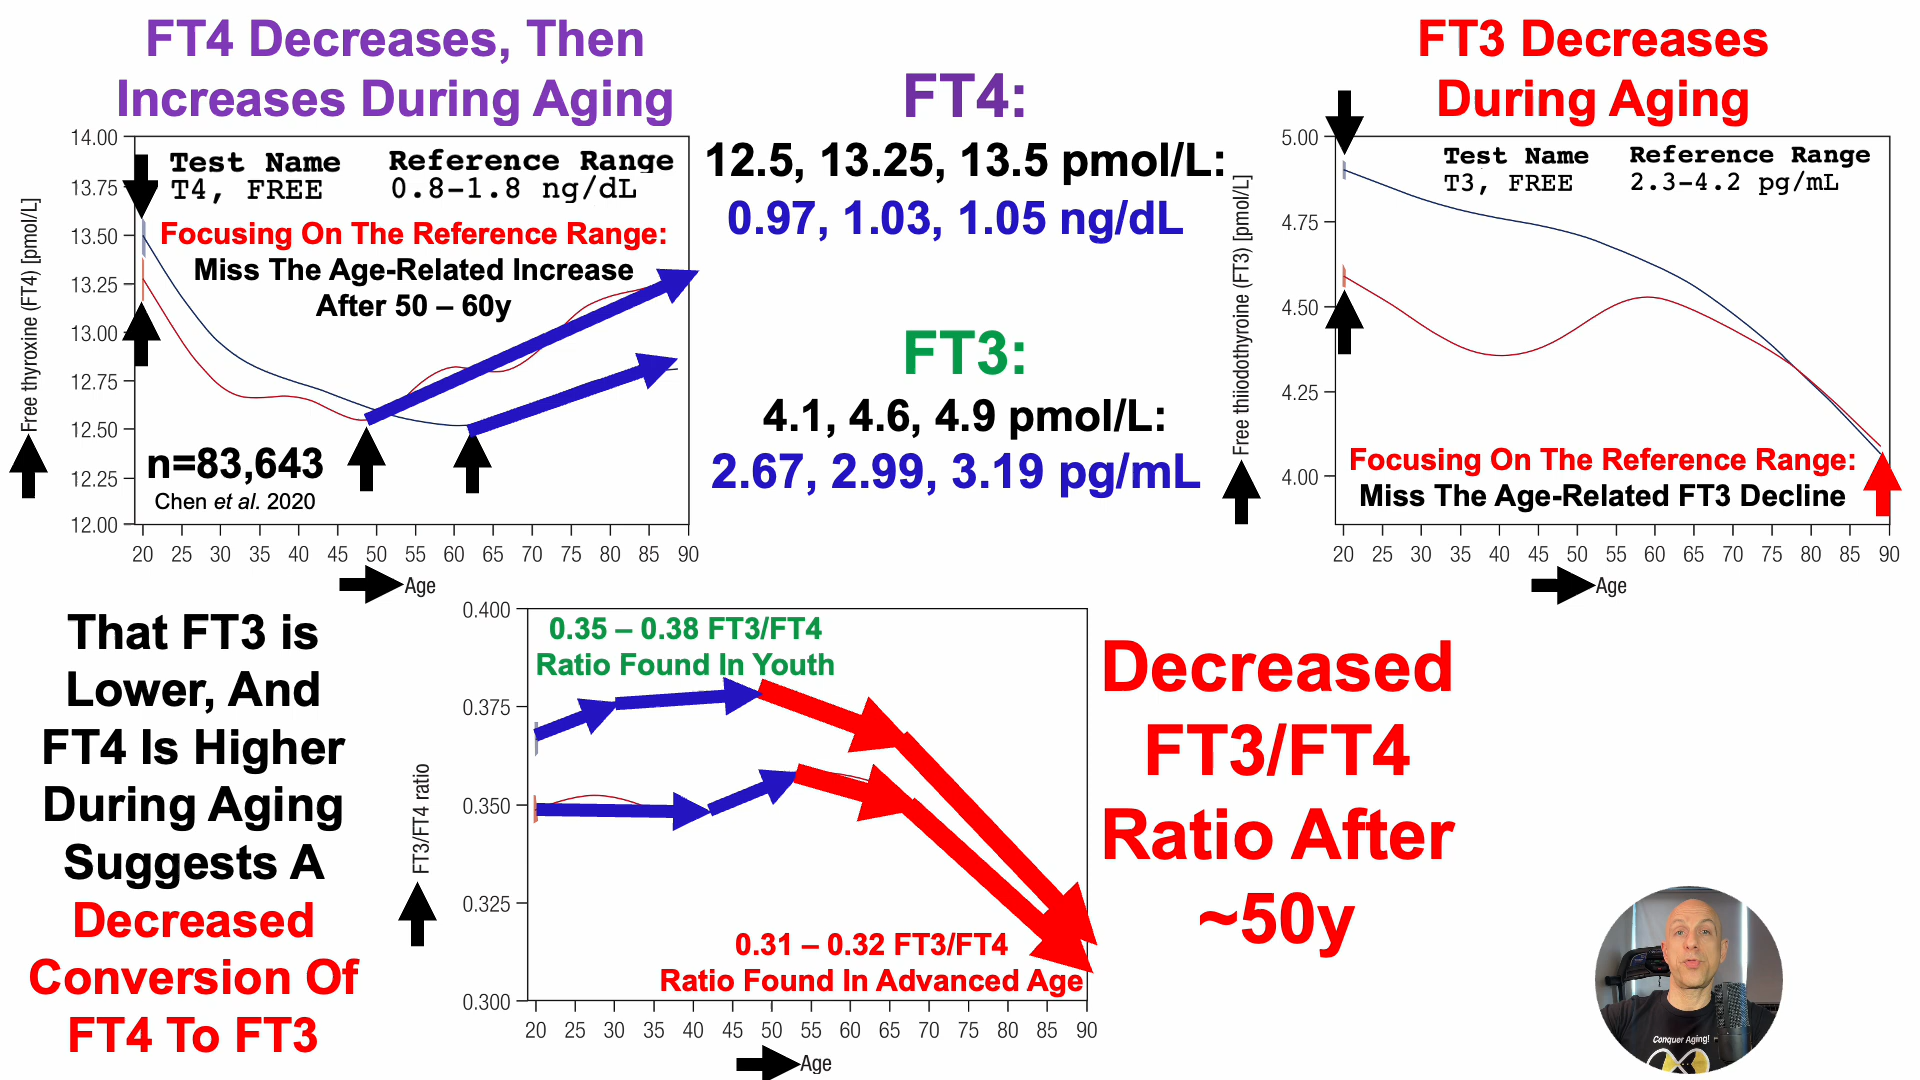 FT4 Decreases, Then
Increases During Aging
14.00
13.75
13.50
13.25
13.00
12.75
12.50
12.25
12.00
Free thyroxine (FT4) [pmol/L]
Test Name Reference Range
T4, FREE 0.8-1.8 ng/dL
Focusing On The Reference Range:
Miss The Age-Related Increase
After 50 – 60y
n=83,643
Chen et al. 2020
20 25 30 35 40 45 50 55 60 65 70 75 80 85 90
Age
FT4:
12.5, 13.25, 13.5 pmol/L:
0.97, 1.03, 1.05 ng/dL
FT3:
4.1, 4.6, 4.9 pmol/L:
2.67, 2.99, 3.19 pg/mL
FT3 Decreases
During Aging
5.00
4.75
4.50
4.25
4.00
Free thiodothyroine (FT3) [pmol/L]
Test Name Reference Range
T3, FREE 2.3-4.2 pg/mL
Focusing On The Reference Range:
Miss The Age-Related FT3 Decline
20 25 30 35 40 45 50 55 60 65 70 75 80 85 90
Age
That FT3 is
Lower, And
FT4 Is Higher
During Aging
Suggests A
Decreased
Conversion Of
FT4 To FT3
0.400
0.375
0.350
0.325
0.300
FT3/FT4 ratio
0.35 – 0.38 FT3/FT4
Ratio Found In Youth
0.31 – 0.32 FT3/FT4
Ratio Found In Advanced Age
20 25 30 35 40 45 50 55 60 65 70 75 80 85 90
Age
Decreased
FT3/FT4
Ratio After
~50y
Conquer Aging!